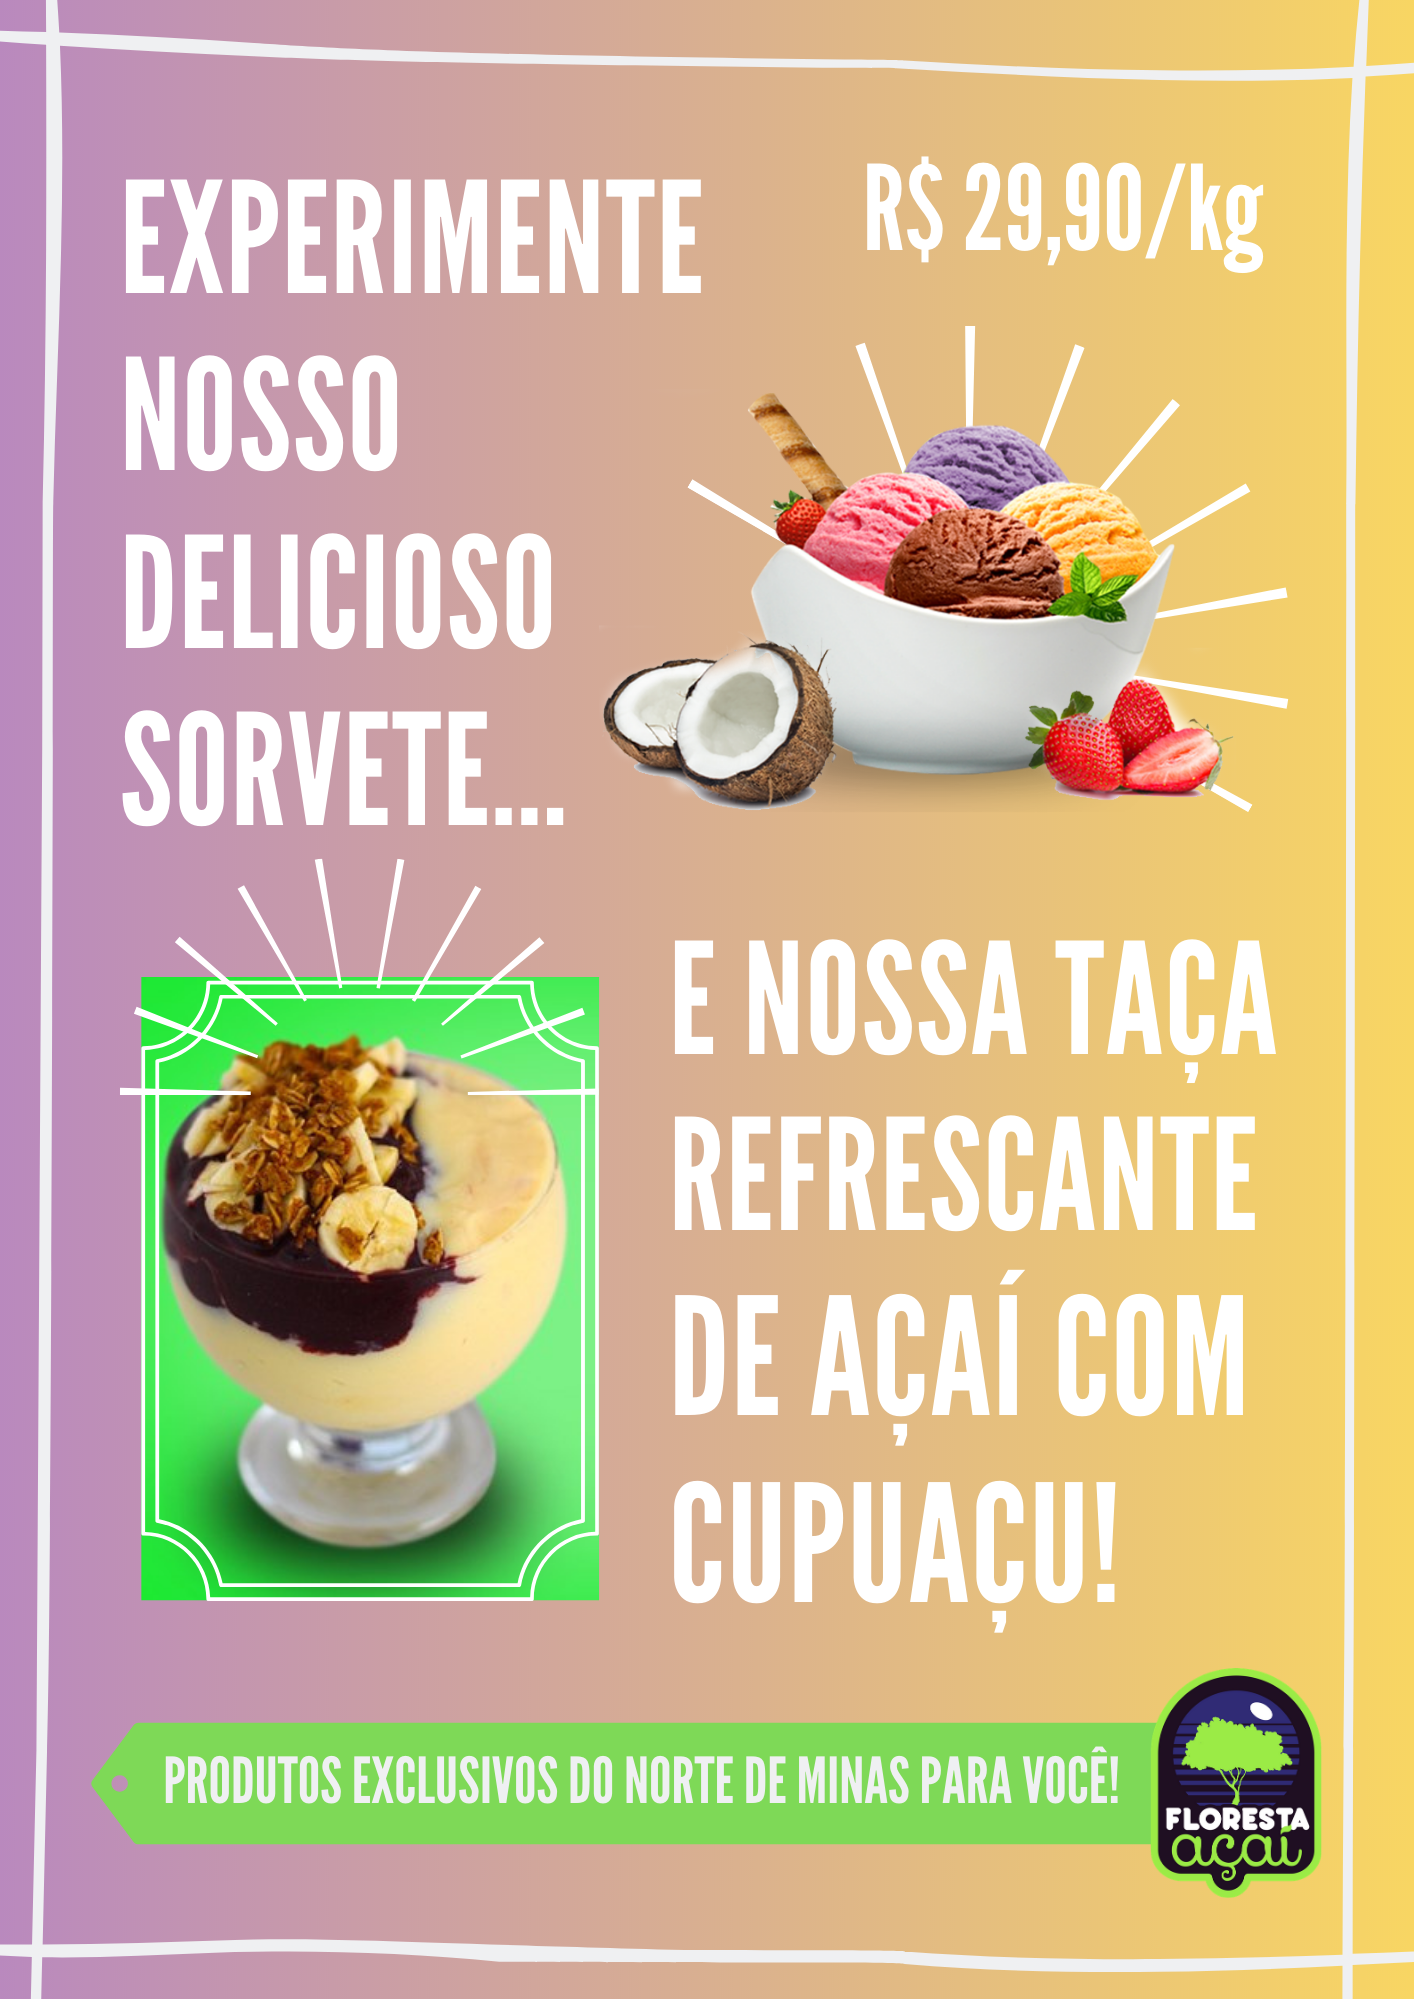 EXPERIMENTE
R$ 29,90/kg
NOSSO
DELICIOSO
SORVETE...
E NOSSA TAÇA
REFRESCANTE
DE AÇAÍ COM
CUPUAÇU!
PRODUTOS EXCLUSIVOS DO NORTE DE MINAS PARA VOCÊ!
FLORESTA
açaí